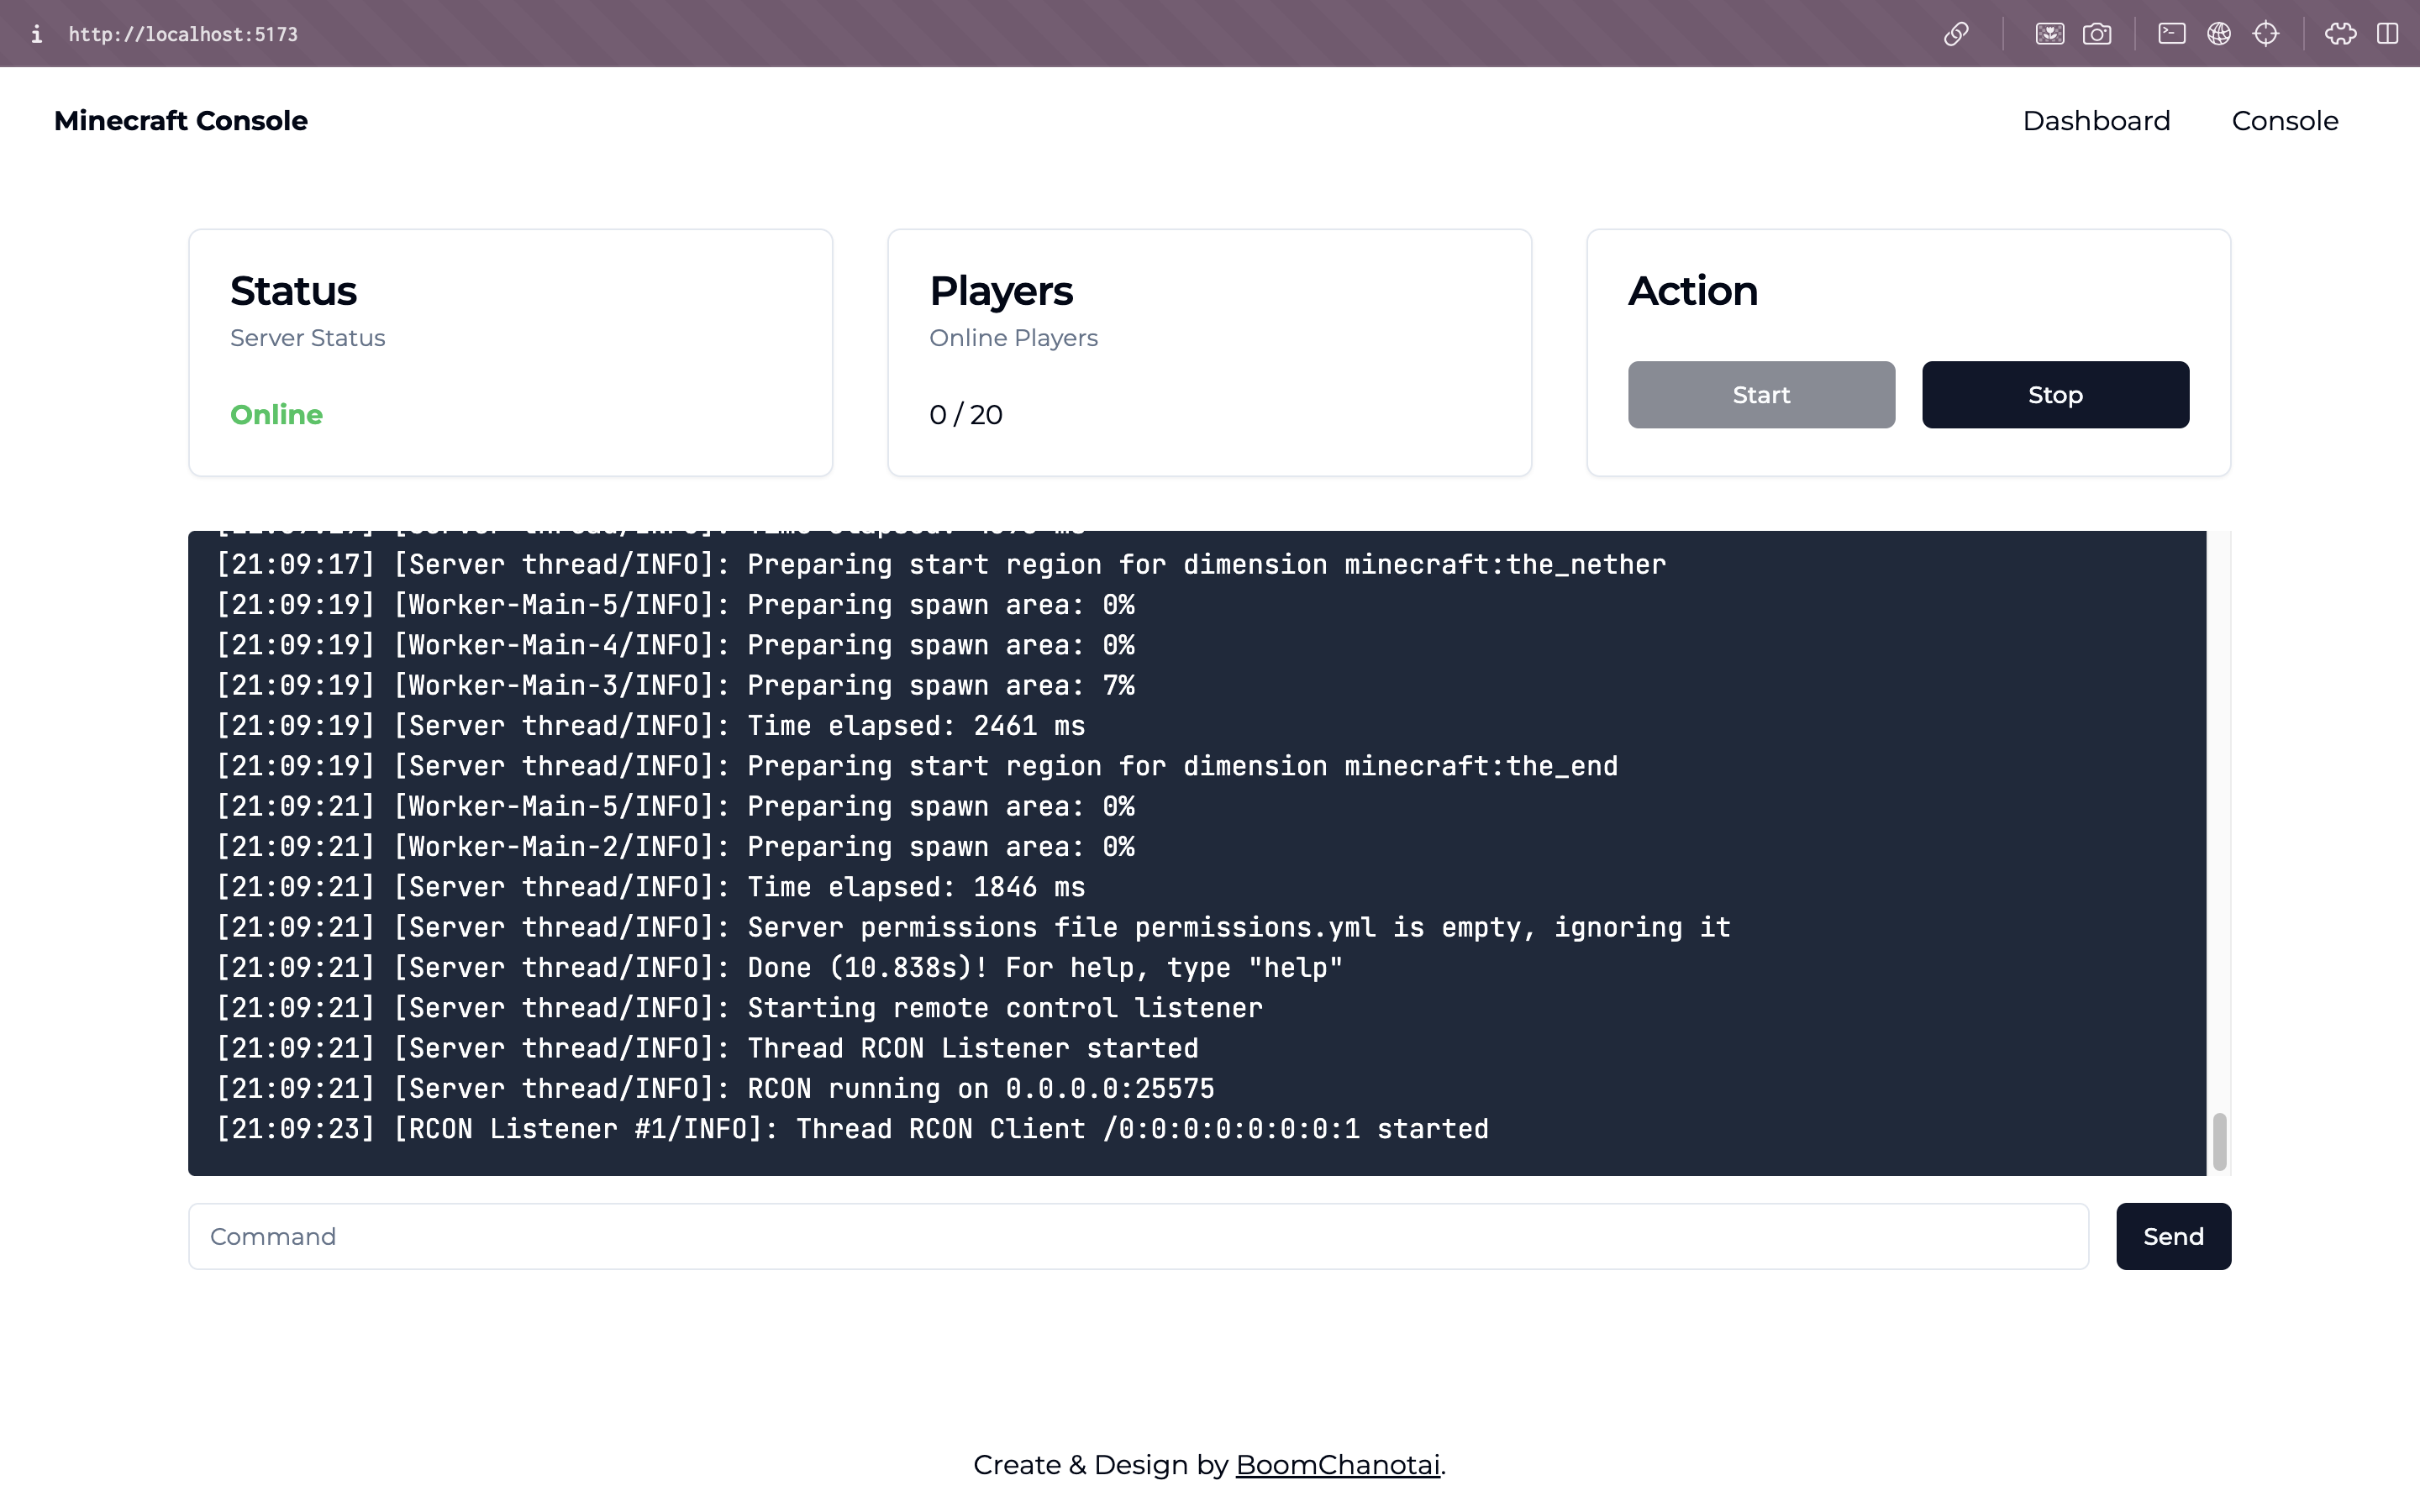 http://localhost:5173
Minecraft Console
Dashboard
Console
Status
Server Status
Online
Players
Online Players
0 / 20
Action
Start
Stop
[21:09:17] [Server thread/INFO]: Preparing start region for dimension minecraft:the_nether
[21:09:19] [Worker-Main-5/INFO]: Preparing spawn area: 0%
[21:09:19] [Worker-Main-4/INFO]: Preparing spawn area: 0%
[21:09:19] [Worker-Main-3/INFO]: Preparing spawn area: 7%
[21:09:19] [Server thread/INFO]: Time elapsed: 2461 ms
[21:09:19] [Server thread/INFO]: Preparing start region for dimension minecraft:the_end
[21:09:21] [Worker-Main-5/INFO]: Preparing spawn area: 0%
[21:09:21] [Worker-Main-2/INFO]: Preparing spawn area: 0%
[21:09:21] [Server thread/INFO]: Time elapsed: 1846 ms
[21:09:21] [Server thread/INFO]: Server permissions file permissions.yml is empty, ignoring it
[21:09:21] [Server thread/INFO]: Done (10.838s)! For help, type "help"
[21:09:21] [Server thread/INFO]: Starting remote control listener
[21:09:21] [Server thread/INFO]: Thread RCON Listener started
[21:09:21] [Server thread/INFO]: RCON running on 0.0.0.0:25575
[21:09:23] [RCON Listener #1/INFO]: Thread RCON Client /0:0:0:0:0:0:0:1 started
Command
Send
Create & Design by BoomChanotai.